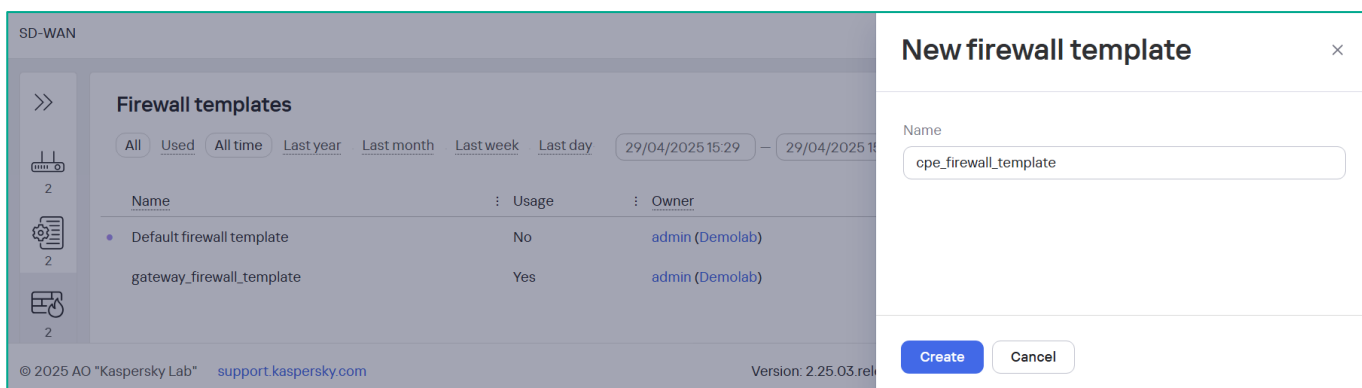 SD-WAN
Firewall templates
All Used All time Last year Last month Last week Last day 29/04/2025 15:29 — 29/04/2025 15
2
2
2
Name Usage Owner
Default firewall template No admin (Demolab)
gateway_firewall_template Yes admin (Demolab)
© 2025 AO "Kaspersky Lab" support.kaspersky.com Version: 2.25.03.rel
New firewall template
Name
cpe_firewall_template
Create Cancel